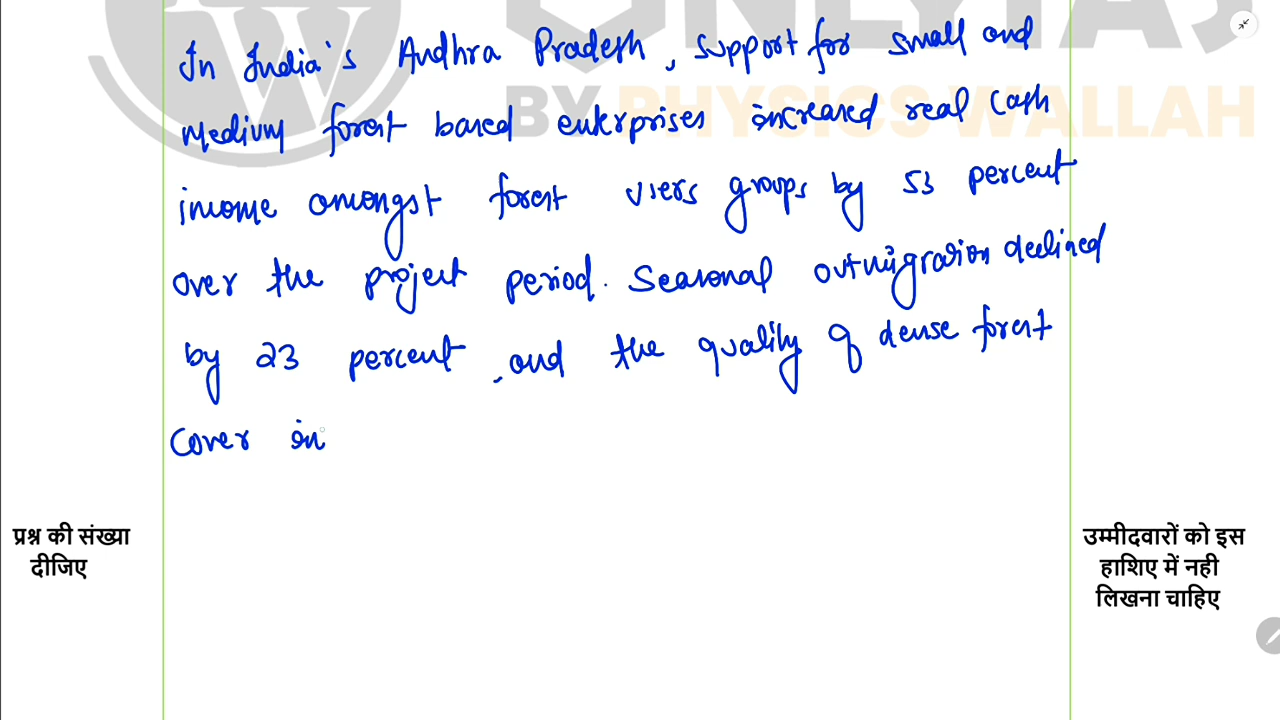 ONLYIAS
BY PHYSICS WALLAH
In India's Andhra Pradesh, support for small and
medium forest based enterprises increased real cash
income amongst forest users groups by 53 percent
over the project period. Seasonal outmigration declined
by 23 percent, and the quality of dense forest
cover in
प्रश्न की संख्या
दीजिए
उम्मीदवारों को इस
हाशिए में नही
लिखना चाहिए